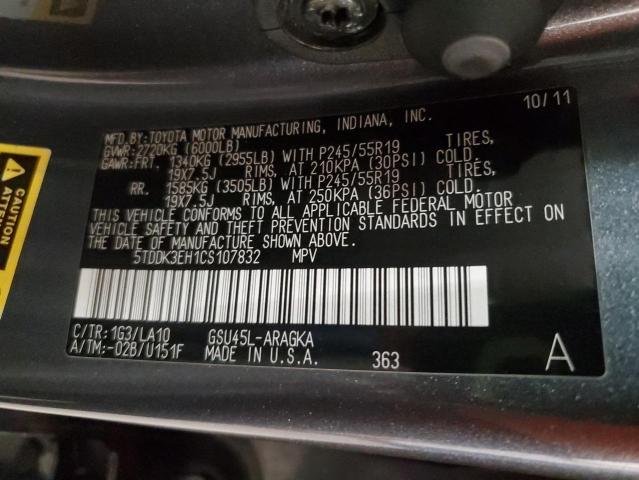 10/11
MFD. BY: TOYOTA MOTOR MANUFACTURING, INDIANA, INC.
GVWR: 2720KG (6000LB)
GAWR: FRT. 1340KG (2955LB) WITH P245/55R19 TIRES,
19X7.5J RIMS, AT 210KPA (30PSI) COLD.
RR. 1585KG (3505LB) WITH P245/55R19 TIRES,
19X7.5J RIMS, AT 250KPA (36PSI) COLD.
THIS VEHICLE CONFORMS TO ALL APPLICABLE FEDERAL MOTOR
VEHICLE SAFETY AND THEFT PREVENTION STANDARDS IN EFFECT ON
THE DATE OF MANUFACTURE SHOWN ABOVE.
5TDDK3EH1CS107832 MPV
C/TR: 1G3/LA10 GSU45L-ARAGKA
A/TM:-02B/U151F MADE IN U.S.A. 363 A
CAUTION